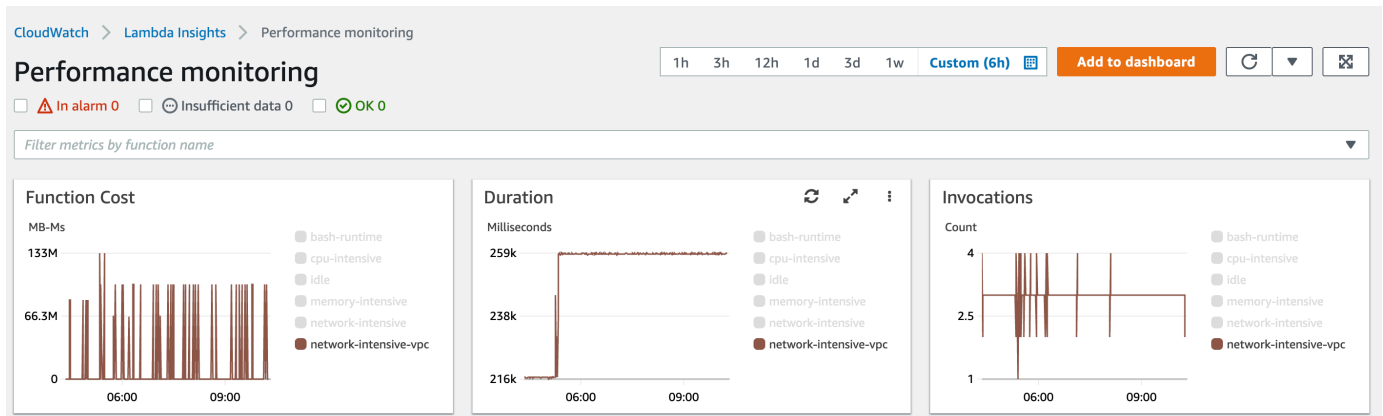 CloudWatch > Lambda Insights > Performance monitoring
Performance monitoring
1h 3h 12h 1d 3d 1w Custom (6h) Add to dashboard
In alarm 0 Insufficient data 0 OK 0
Filter metrics by function name
Function Cost
MB-Ms
133M
66.3M
0
06:00 09:00
bash-runtime
cpu-intensive
idle
memory-intensive
network-intensive
network-intensive-vpc
Duration
Milliseconds
259k
238k
216k
06:00 09:00
bash-runtime
cpu-intensive
idle
memory-intensive
network-intensive
network-intensive-vpc
Invocations
Count
4
2.5
1
06:00 09:00
bash-runtime
cpu-intensive
idle
memory-intensive
network-intensive
network-intensive-vpc